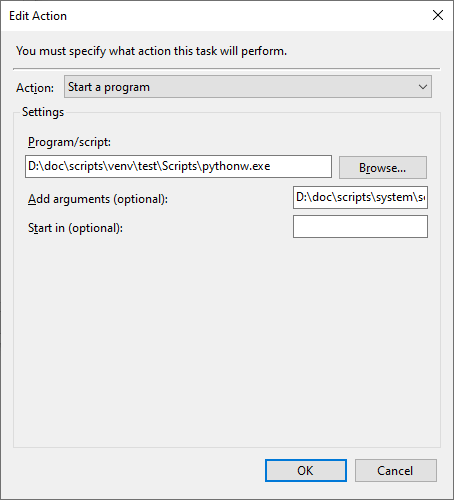 Edit Action
You must specify what action this task will perform.
Action: Start a program
Settings
Program/script:
D:\doc\scripts\venv\test\Scripts\pythonw.exe Browse...
Add arguments (optional): D:\doc\scripts\system\s
Start in (optional):
OK Cancel